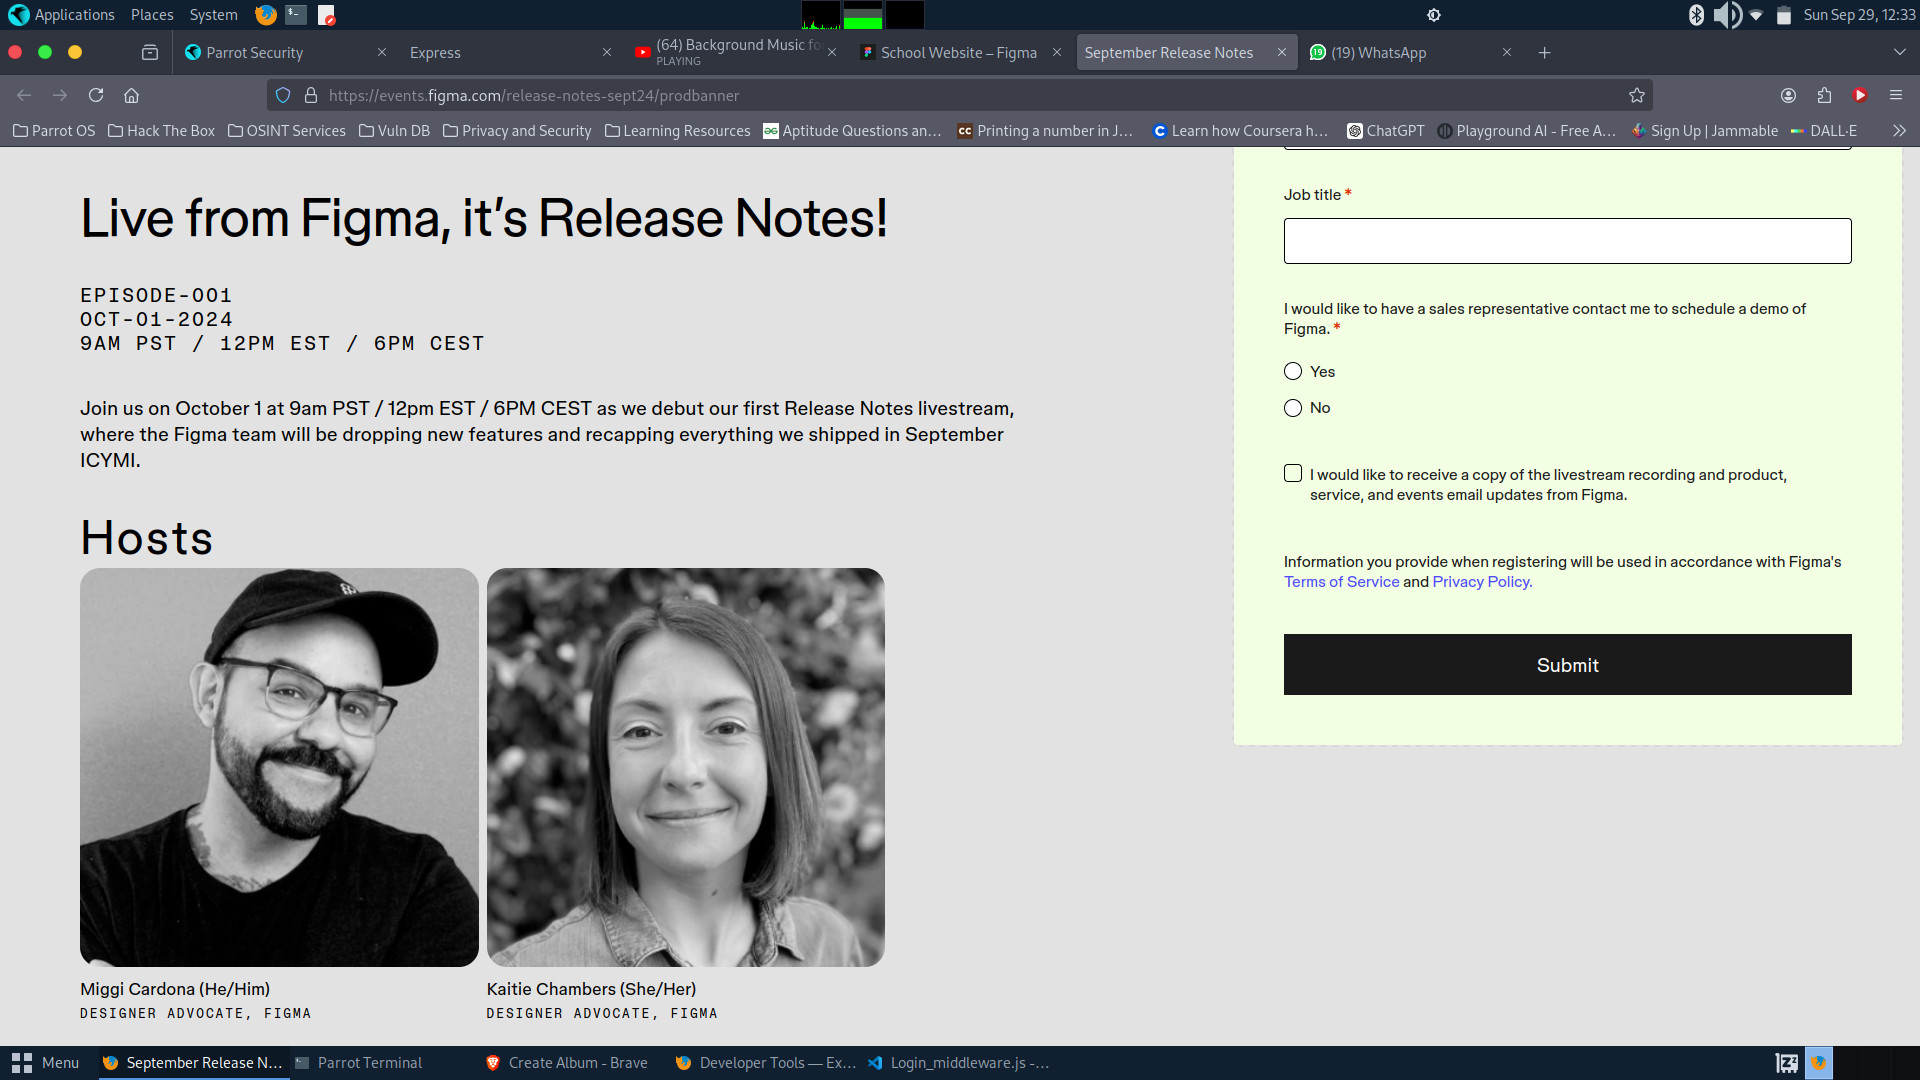 Applications Places System
Sun Sep 29, 12:33
Parrot Security
Express
(64) Background Music fo
PLAYING
School Website – Figma
September Release Notes
19
(19) WhatsApp
https://events.figma.com/release-notes-sept24/prodbanner
Parrot OS
Hack The Box
OSINT Services
Vuln DB
Privacy and Security
Learning Resources
Aptitude Questions an…
CC
Printing a number in J…
C
Learn how Coursera h…
ChatGPT
Playground AI - Free A…
Sign Up | Jammable
DALL·E
Live from Figma, it’s Release Notes!
EPISODE-001
OCT-01-2024
9AM PST / 12PM EST / 6PM CEST
Join us on October 1 at 9am PST / 12pm EST / 6PM CEST as we debut our first Release Notes livestream,
where the Figma team will be dropping new features and recapping everything we shipped in September
ICYMI.
Hosts
Miggi Cardona (He/Him)
DESIGNER ADVOCATE, FIGMA
Kaitie Chambers (She/Her)
DESIGNER ADVOCATE, FIGMA
Job title *
I would like to have a sales representative contact me to schedule a demo of
Figma. *
Yes
No
I would like to receive a copy of the livestream recording and product,
service, and events email updates from Figma.
Information you provide when registering will be used in accordance with Figma's
Terms of Service and Privacy Policy.
Submit
Menu
September Release N…
Parrot Terminal
Create Album - Brave
Developer Tools — Ex…
Login_middleware.js -…